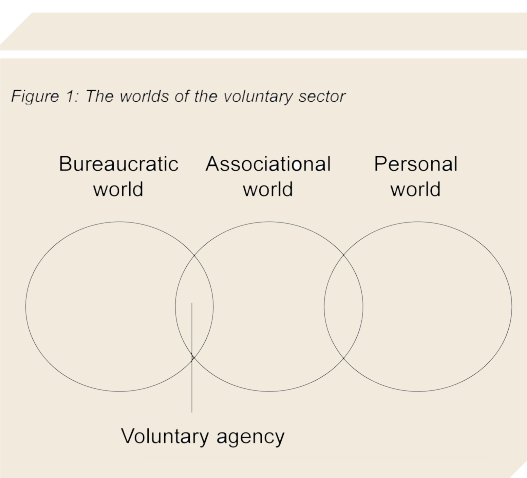 Figure 1: The worlds of the voluntary sector
Bureaucratic world
Associational world
Personal world
Voluntary agency